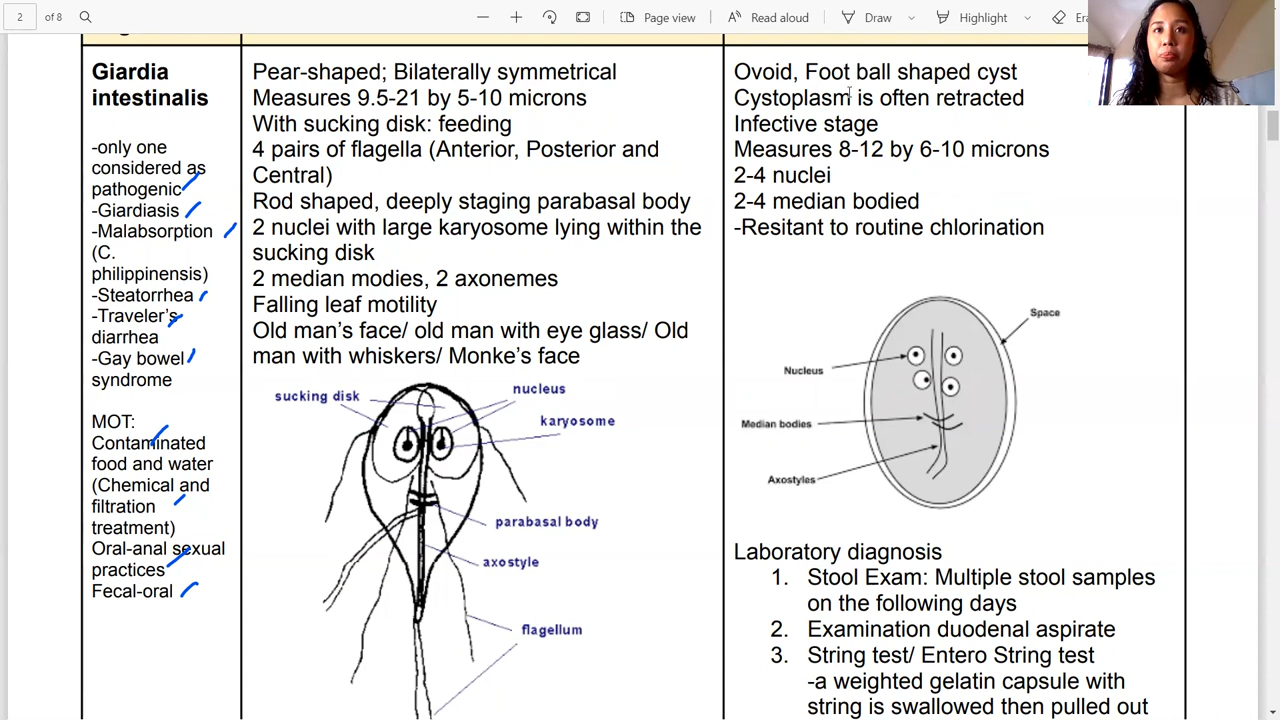 2
of 8
Page view
Read aloud
Draw
Highlight
Giardia
intestinalis
-only one
considered as
pathogenic
-Giardiasis
-Malabsorption
(C.
philippinensis)
-Steatorrhea
-Traveler's
diarrhea
-Gay bowel
syndrome
MOT:
Contaminated
food and water
(Chemical and
filtration
treatment)
Oral-anal sexual
practices
Fecal-oral
Pear-shaped; Bilaterally symmetrical
Measures 9.5-21 by 5-10 microns
With sucking disk: feeding
4 pairs of flagella (Anterior, Posterior and
Central)
Rod shaped, deeply staging parabasal body
2 nuclei with large karyosome lying within the
sucking disk
2 median modies, 2 axonemes
Falling leaf motility
Old man's face/ old man with eye glass/ Old
man with whiskers/ Monke's face
sucking disk
nucleus
karyosome
parabasal body
axostyle
flagellum
Ovoid, Foot ball shaped cyst
Cystoplasm is often retracted
Infective stage
Measures 8-12 by 6-10 microns
2-4 nuclei
2-4 median bodied
-Resitant to routine chlorination
Space
Nucleus
Median bodies
Axostyles
Laboratory diagnosis
1. Stool Exam: Multiple stool samples
on the following days
2. Examination duodenal aspirate
3. String test/ Entero String test
-a weighted gelatin capsule with
string is swallowed then pulled out